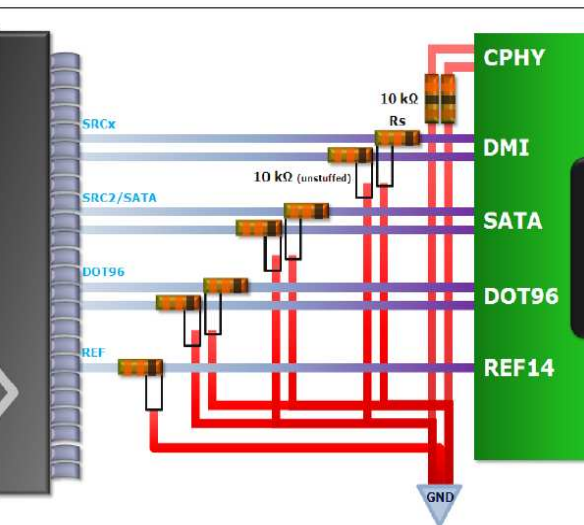 CPHY
10 kΩ
Rs
SRCx
DMI
10 kΩ (unstuffed)
SRC2/SATA
SATA
DOT96
DOT96
REF
REF14
GND